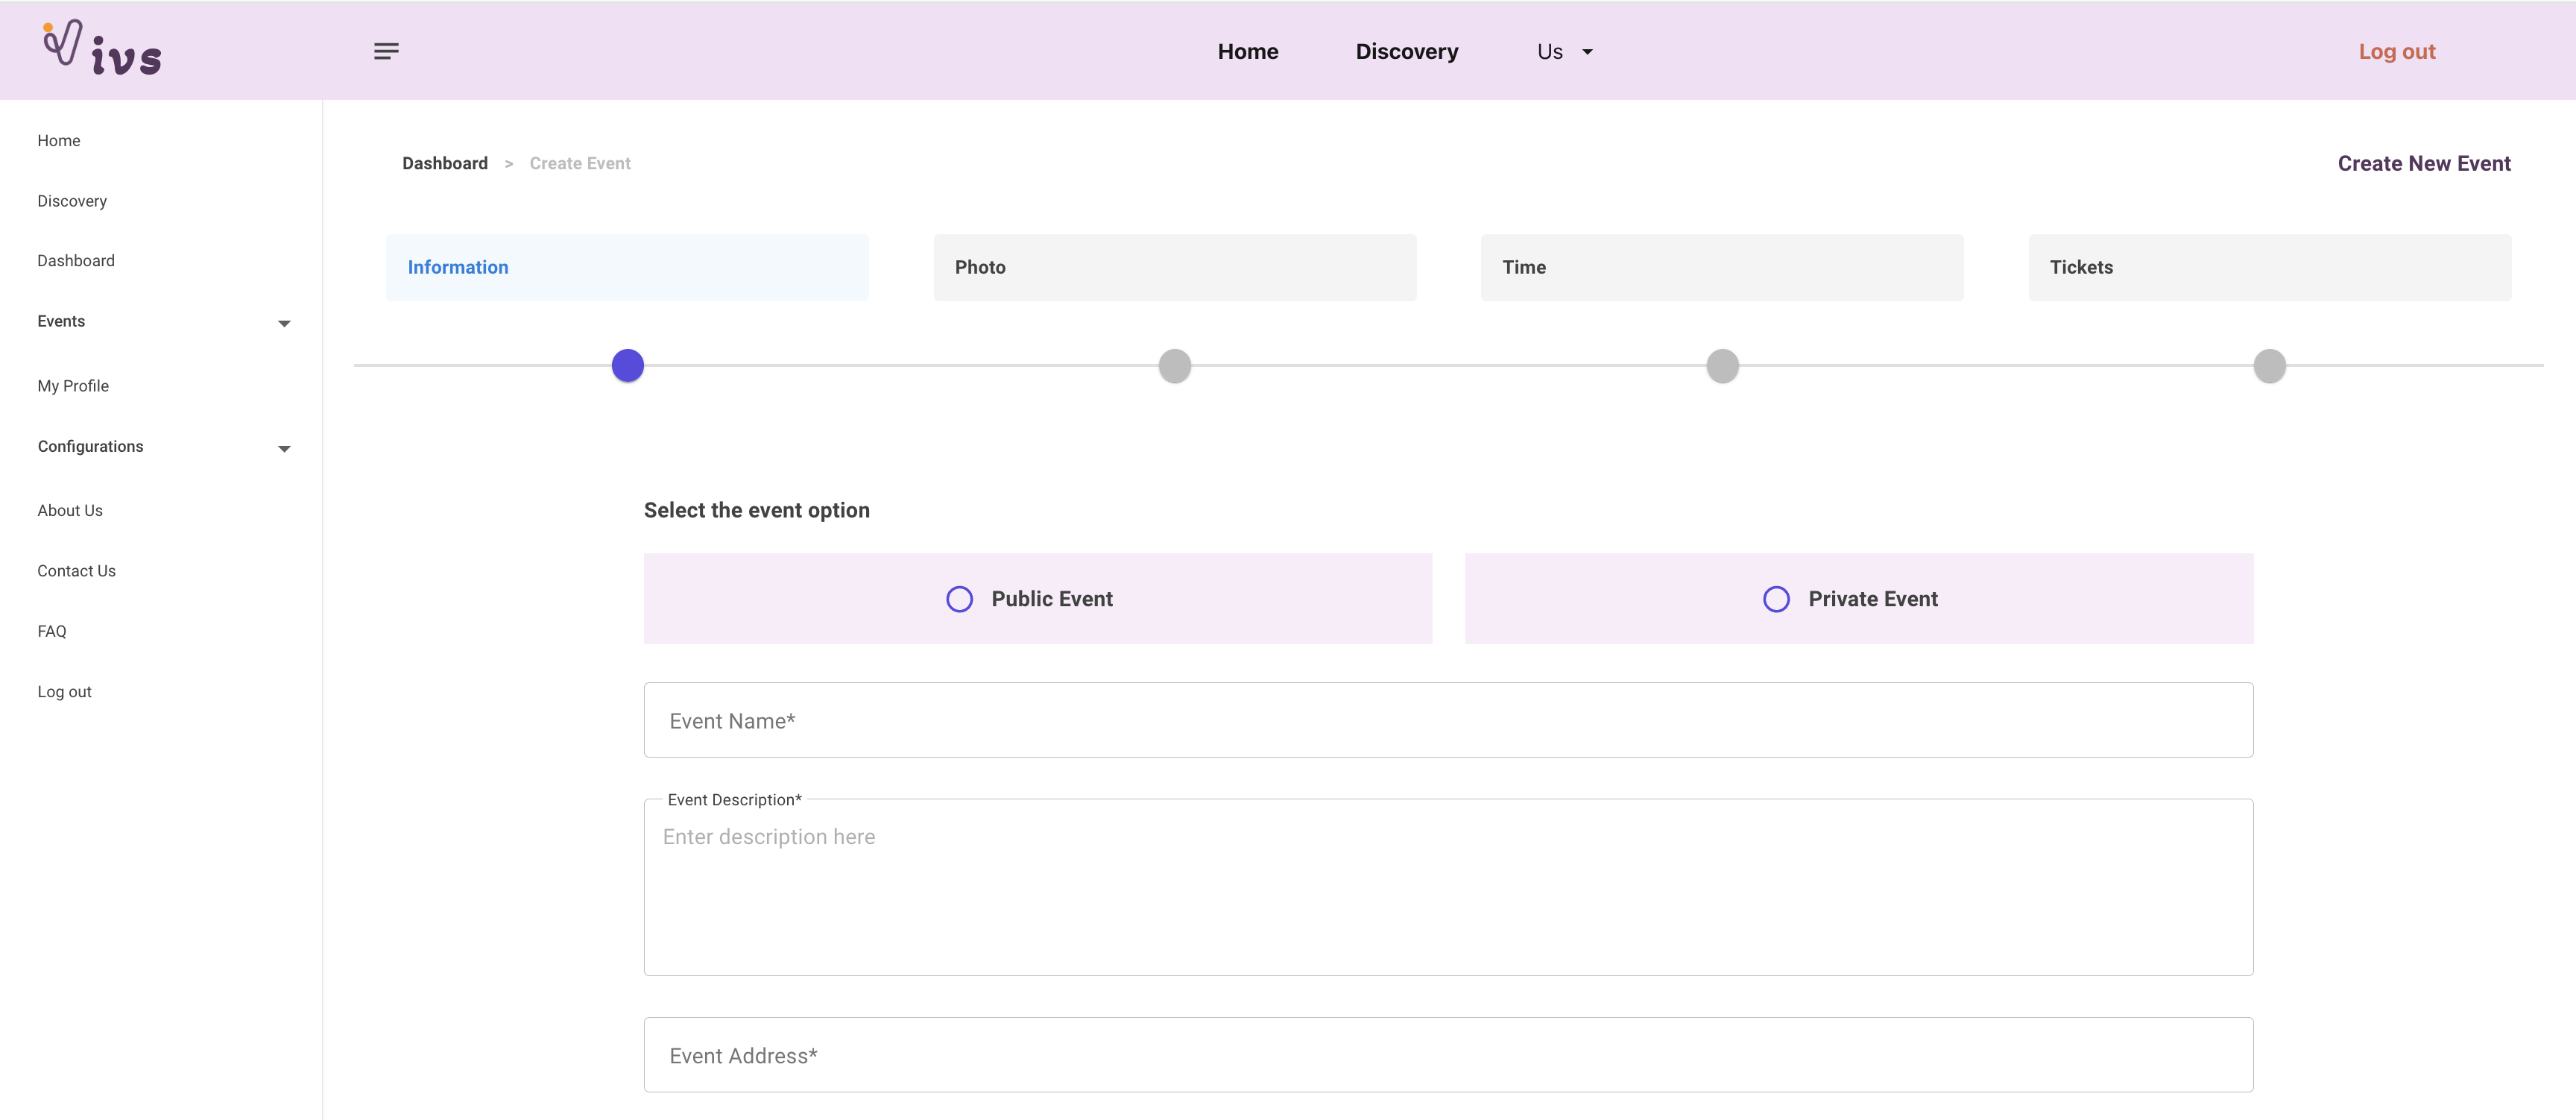 Vivs
Home
Discovery
Us
Log out
Home
Discovery
Dashboard
Events
My Profile
Configurations
About Us
Contact Us
FAQ
Log out
Dashboard > Create Event
Create New Event
Information
Photo
Time
Tickets
Select the event option
Public Event
Private Event
Event Name*
Event Description*
Enter description here
Event Address*